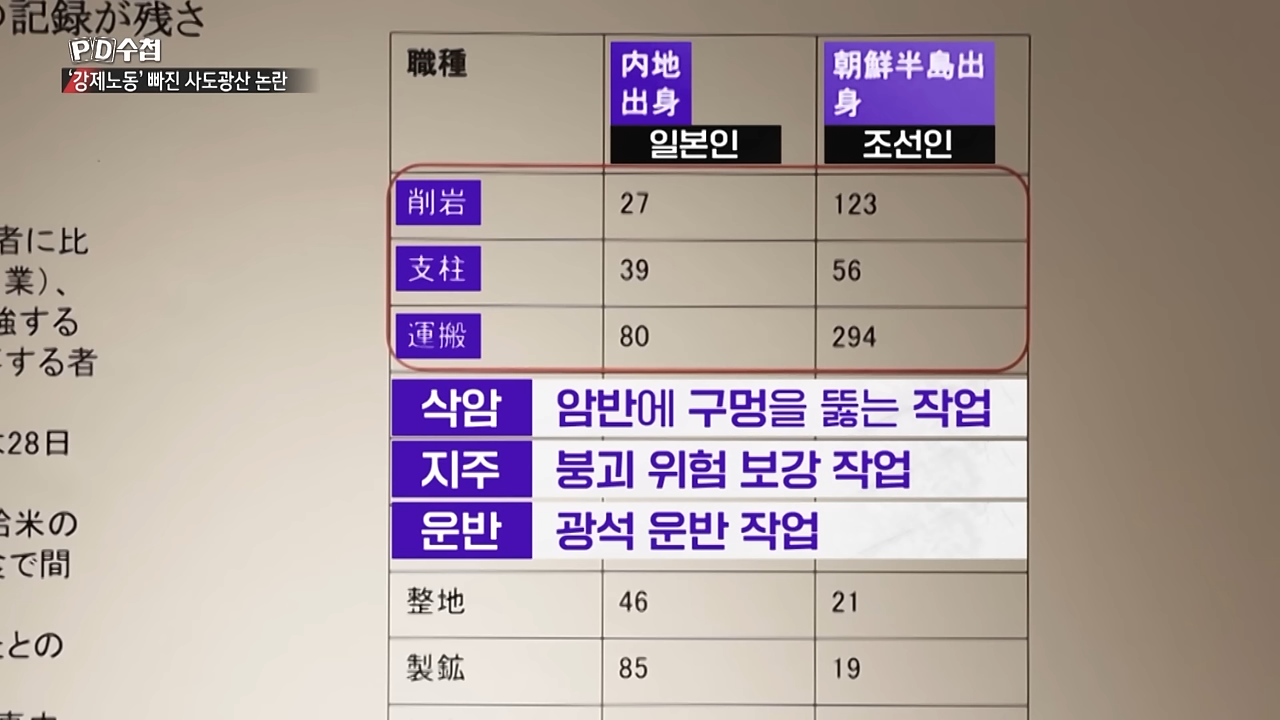 記録が残さ
PD수첩
'강제노동' 빠진 사도광산 논란
者に比
業)、
強する
する者
28日
米の
で間
との
職種
内地
出身
일본인
朝鮮半島出
身
조선인
削岩
27
123
支柱
39
56
運搬
80
294
삭암
암반에 구멍을 뚫는 작업
지주
붕괴 위험 보강 작업
운반
광석 운반 작업
整地
46
21
製鉱
85
19